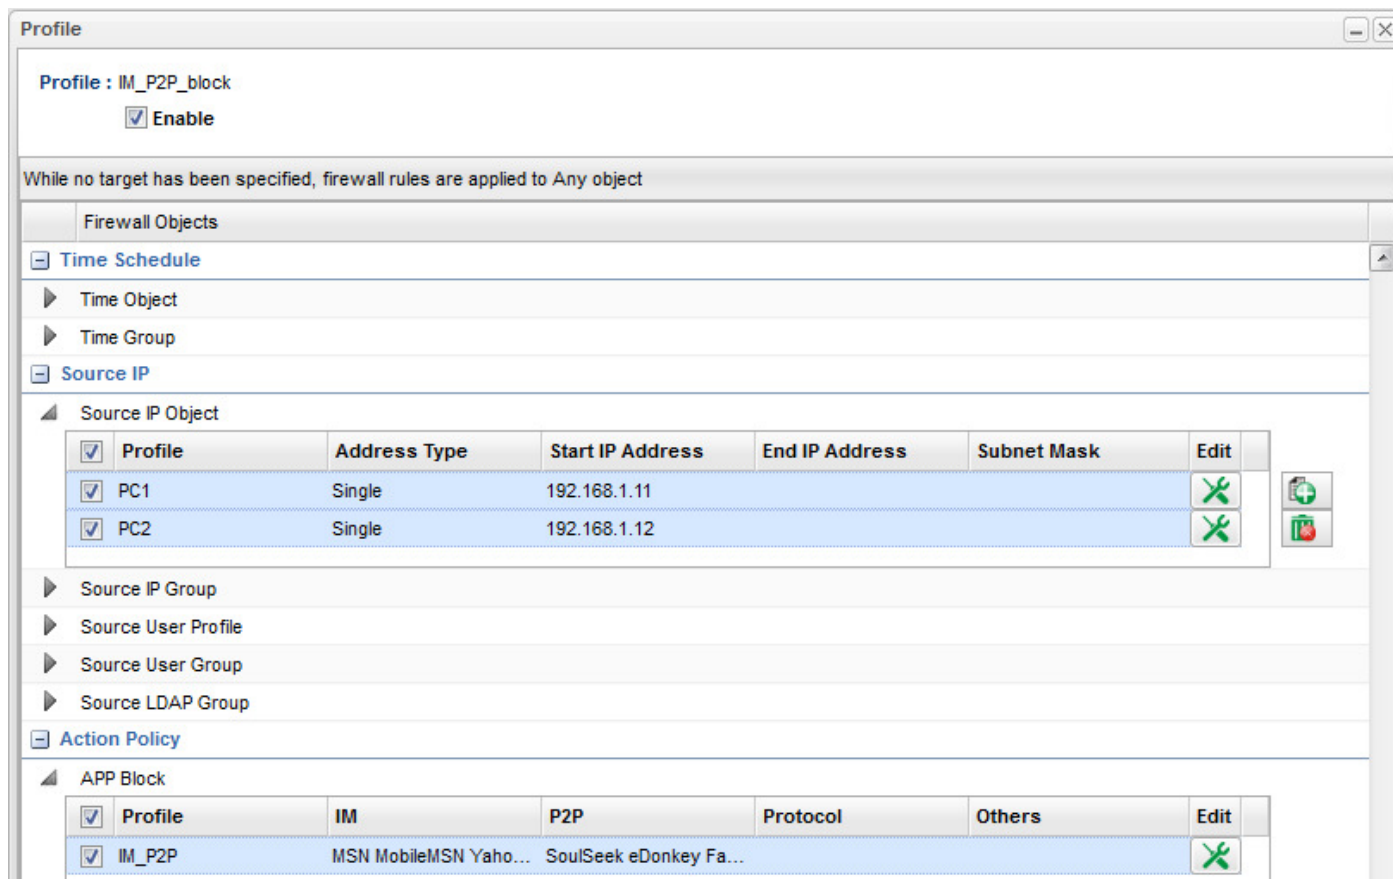 Profile
Profile : IM_P2P_block
Enable
While no target has been specified, firewall rules are applied to Any object
Firewall Objects
Time Schedule
Time Object
Time Group
Source IP
Source IP Object
Profile Address Type Start IP Address End IP Address Subnet Mask Edit
PC1 Single 192.168.1.11
PC2 Single 192.168.1.12
Source IP Group
Source User Profile
Source User Group
Source LDAP Group
Action Policy
APP Block
Profile IM P2P Protocol Others Edit
IM_P2P MSN MobileMSN Yaho... SoulSeek eDonkey Fa...